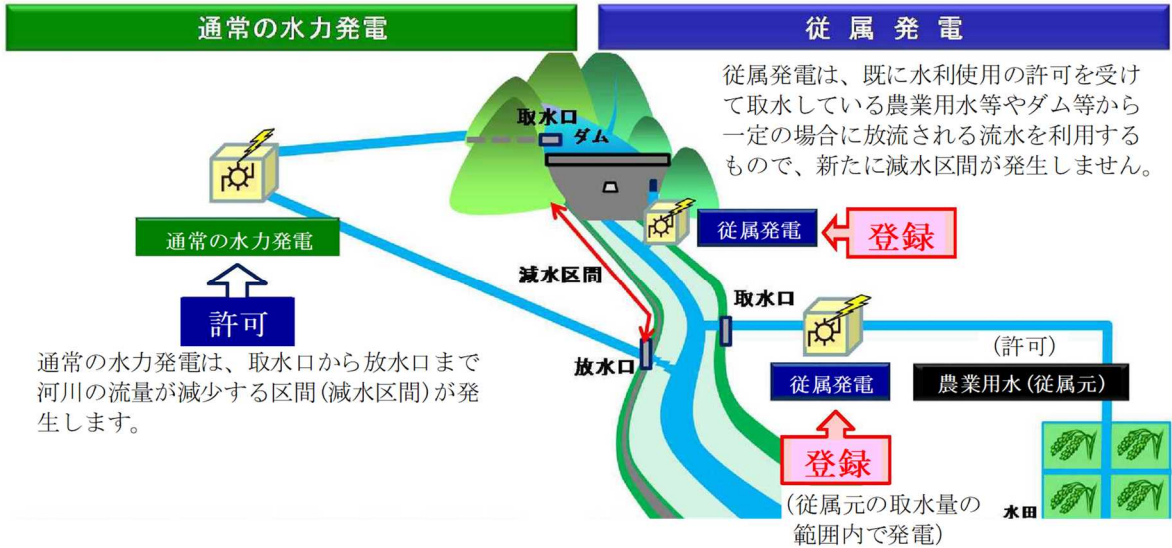 通常の水力発電
従属発電
従属発電は、既に水利使用の許可を受け
て取水している農業用水等やダム等から
一定の場合に放流される流水を利用する
もので、新たに減水区間が発生しません。
取水口
ダム
通常の水力発電
許可
通常の水力発電は、取水口から放水口まで
河川の流量が減少する区間(減水区間)が発
生します。
減水区間
放水口
従属発電
登録
取水口
従属発電
登録
(従属元の取水量の
範囲内で発電)
(許可)
農業用水(従属元)
水田